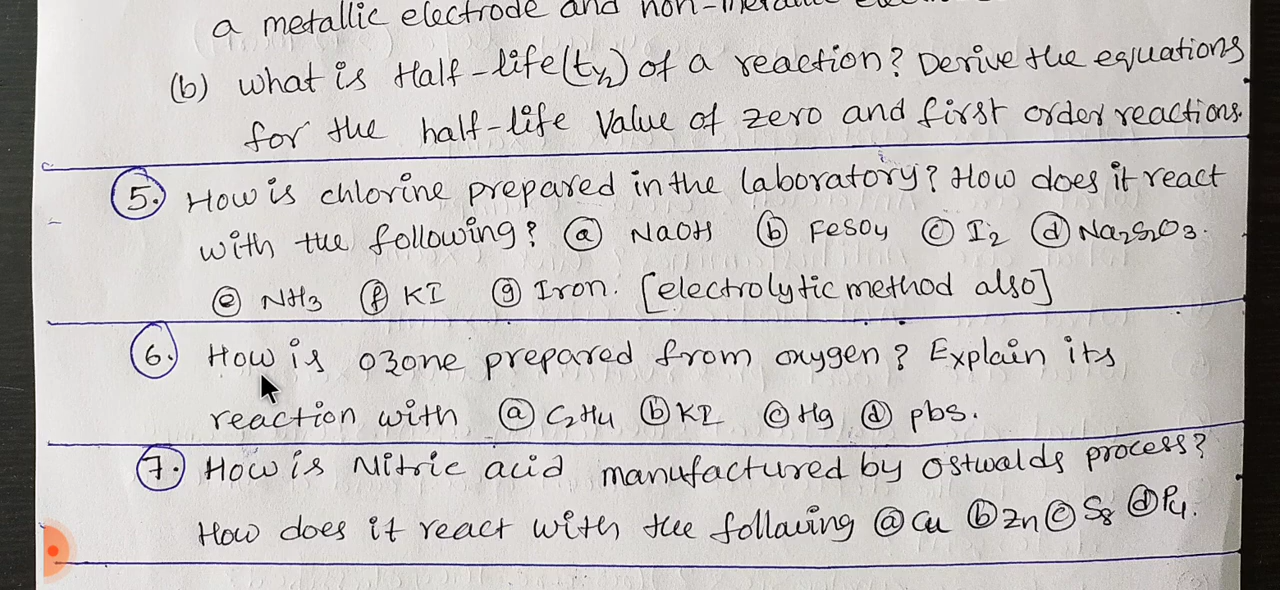 a metallic electrode and non-metallic
(b) what is Half-life(t½) of a reaction? Derive the equations
for the half-life Value of zero and first order reactions.
5. How is chlorine prepared in the laboratory? How does it react
with the following? (a) NaOH (b) FeSO4 (c) I2 (d) Na2S2O3.
(e) NH3 (f) KI (g) Iron. [electrolytic method also]
6. How is ozone prepared from oxygen? Explain its
reaction with (a) C2H4 (b) KI (c) Hg (d) pbs.
7. How is Nitric acid manufactured by ostwalds process?
How does it react with the following (a) Cu (b) Zn (c) S8 (d) P4.